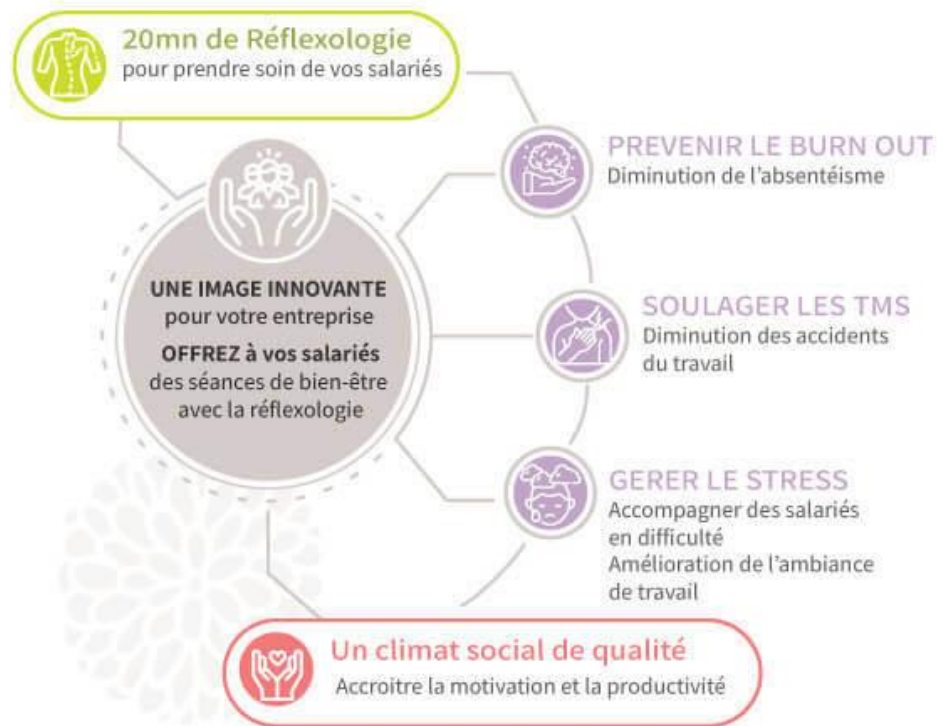 20mn de Réflexologie
pour prendre soin de vos salariés
UNE IMAGE INNOVANTE
pour votre entreprise
OFFREZ à vos salariés
des séances de bien-être
avec la réflexologie
PREVENIR LE BURN OUT
Diminution de l'absentéisme
SOULAGER LES TMS
Diminution des accidents
du travail
GERER LE STRESS
Accompagner des salariés
en difficulté
Amélioration de l'ambiance
de travail
Un climat social de qualité
Accroitre la motivation et la productivité